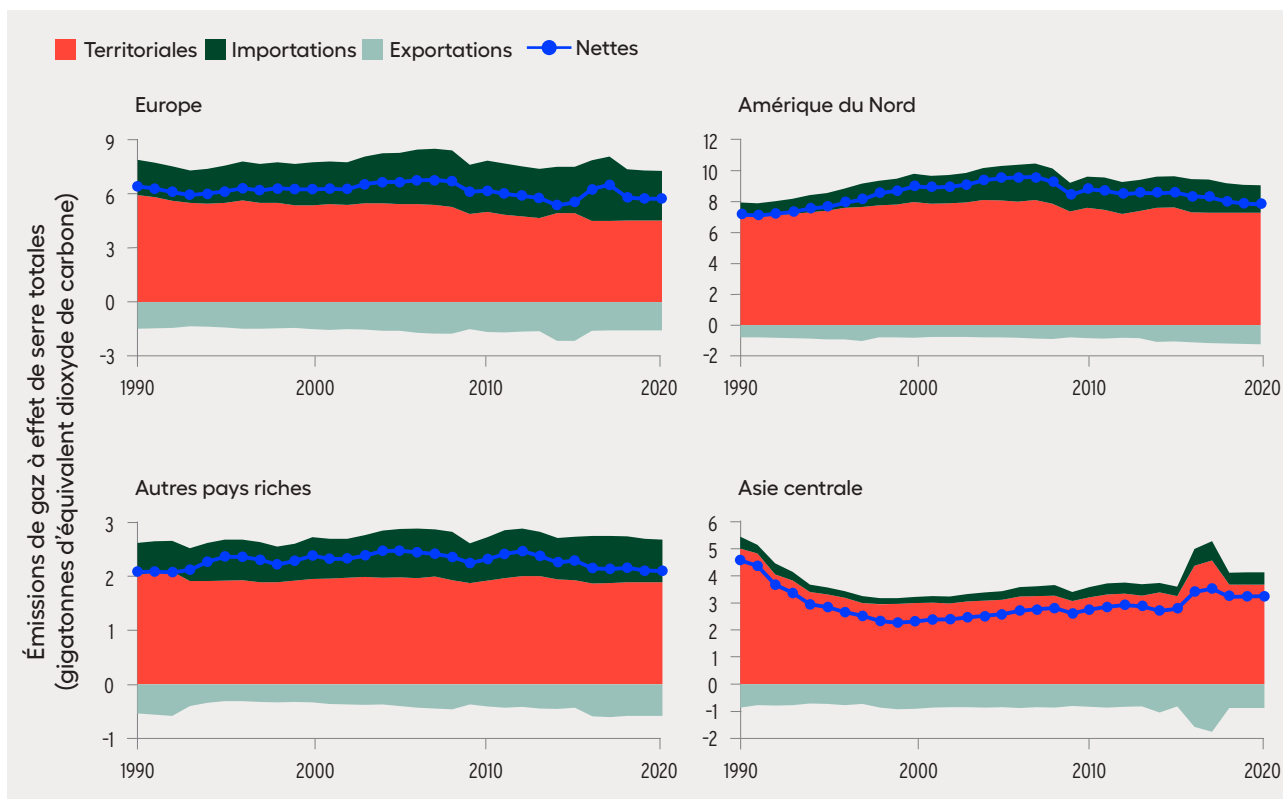 Territoriales Importations Exportations Nettes
Émissions de gaz à effet de serre totales
(gigatonnes d'équivalent dioxyde de carbone)
Europe
9
6
3
0
-3
1990 2000 2010 2020
Amérique du Nord
12
10
8
6
4
2
0
-2
1990 2000 2010 2020
Autres pays riches
3
2
1
0
-1
1990 2000 2010 2020
Asie centrale
6
5
4
3
2
1
0
-1
-2
1990 2000 2010 2020